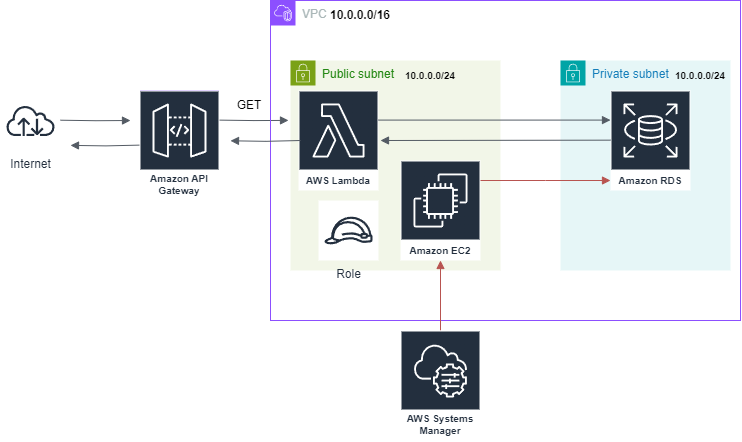 VPC 10.0.0.0/16
Public subnet 10.0.0.0/24
Private subnet 10.0.0.0/24
GET
Internet
Amazon API
Gateway
AWS Lambda
Amazon RDS
Amazon EC2
Role
AWS Systems
Manager